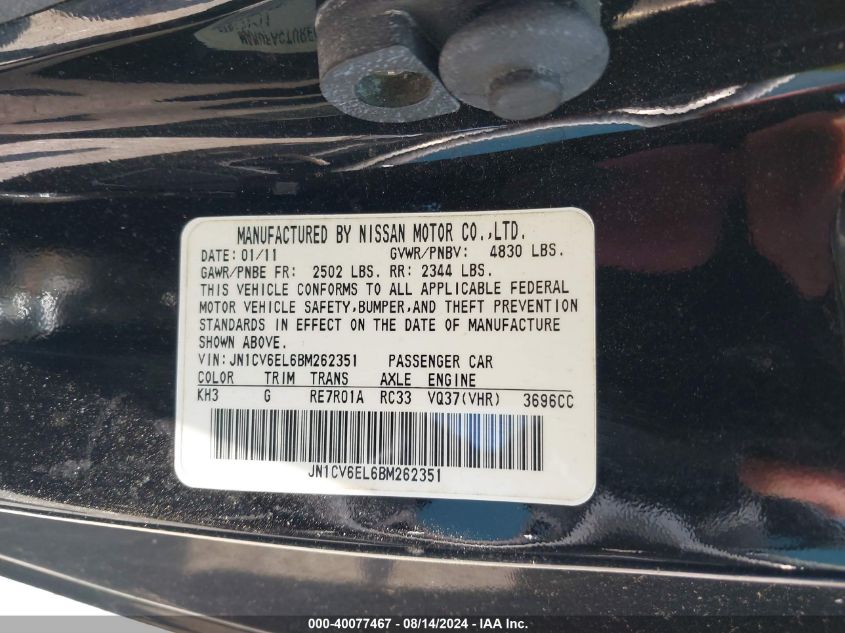 MANUFACTURED BY NISSAN MOTOR CO.,LTD.
DATE: 01/11 GVWR/PNBV: 4830 LBS.
GAWR/PNBE FR: 2502 LBS. RR: 2344 LBS.
THIS VEHICLE CONFORMS TO ALL APPLICABLE FEDERAL
MOTOR VEHICLE SAFETY,BUMPER,AND THEFT PREVENTION
STANDARDS IN EFFECT ON THE DATE OF MANUFACTURE
SHOWN ABOVE.
VIN: JN1CV6EL6BM262351 PASSENGER CAR
COLOR TRIM TRANS AXLE ENGINE
KH3 G RE7R01A RC33 VQ37(VHR) 3696CC
JN1CV6EL6BM262351
000-40077467 - 08/14/2024 - IAA Inc.